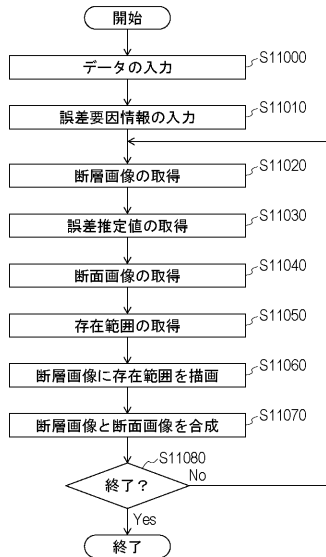 開始
S11000
データの入力
S11010
誤差要因情報の入力
S11020
断層画像の取得
S11030
誤差推定値の取得
S11040
断面画像の取得
S11050
存在範囲の取得
S11060
断層画像に存在範囲を描画
S11070
断層画像と断面画像を合成
S11080
終了？
No
Yes
終了